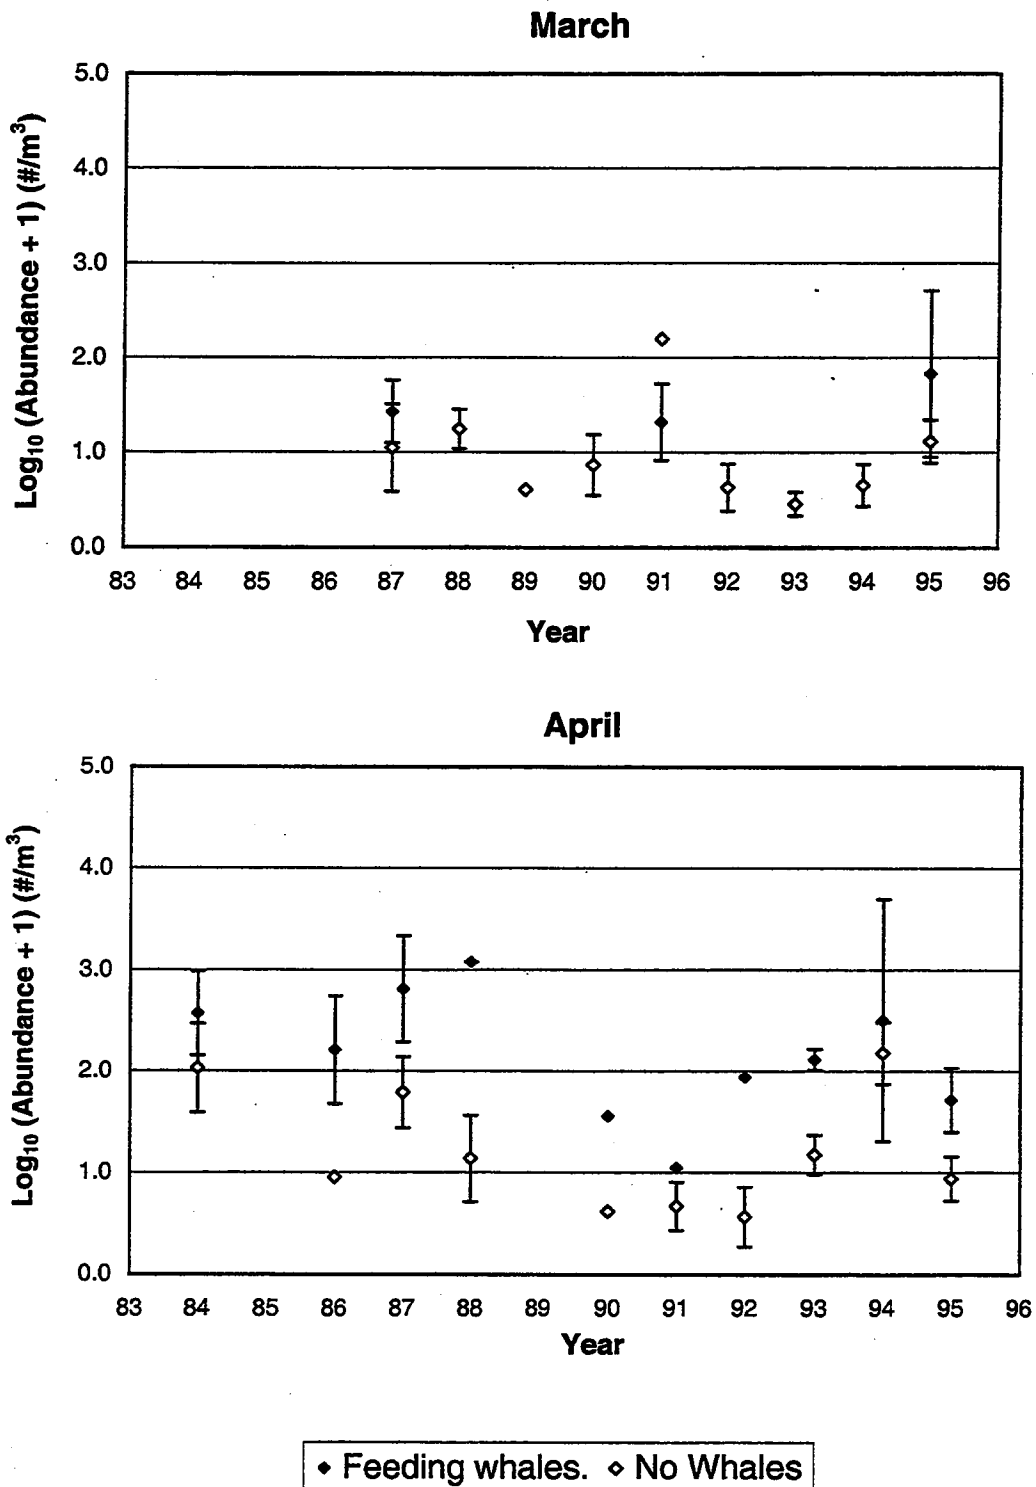 March
Log₁₀ (Abundance + 1) (#/m³)
5.0
4.0
3.0
2.0
1.0
0.0
83 84 85 86 87 88 89 90 91 92 93 94 95 96
Year
April
Log₁₀ (Abundance + 1) (#/m³)
5.0
4.0
3.0
2.0
1.0
0.0
83 84 85 86 87 88 89 90 91 92 93 94 95 96
Year
Feeding whales. No Whales